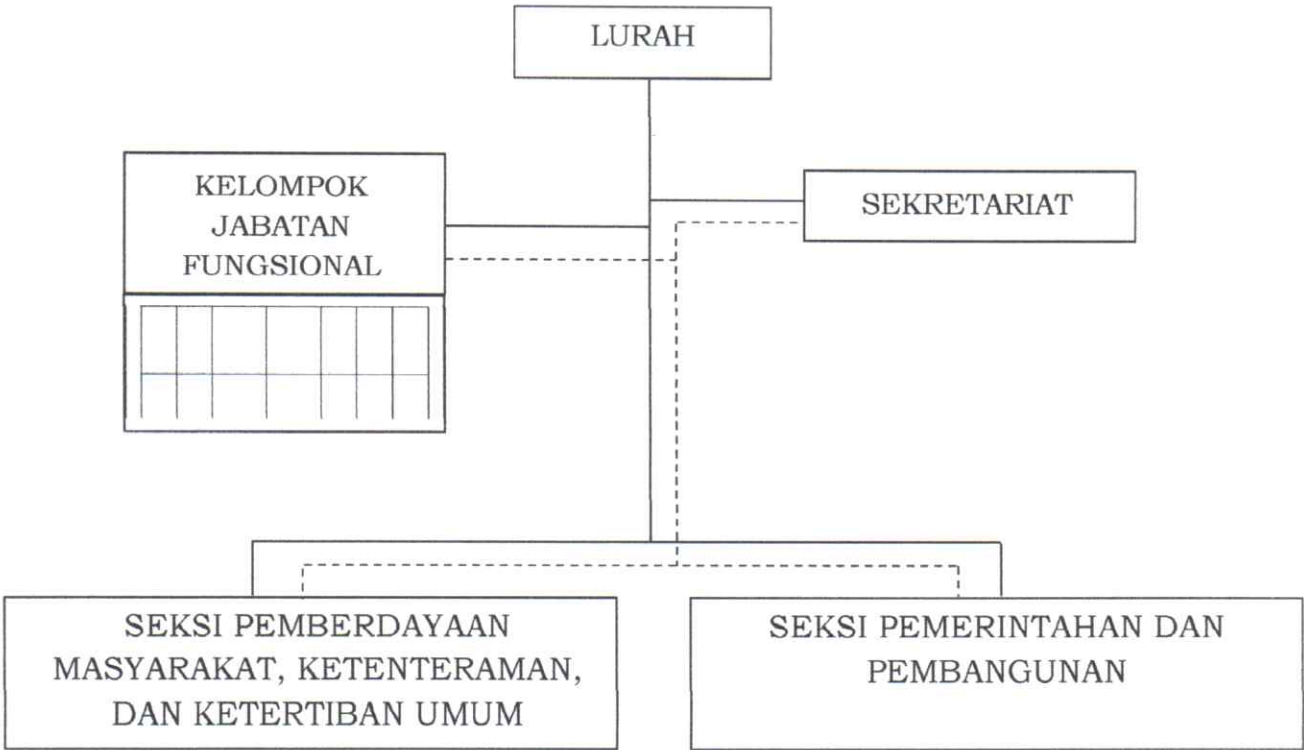 LURAH
KELOMPOK
JABATAN
FUNGSIONAL
SEKRETARIAT
SEKSI PEMBERDAYAAN
MASYARAKAT, KETENTERAMAN,
DAN KETERTIBAN UMUM
SEKSI PEMERINTAHAN DAN
PEMBANGUNAN